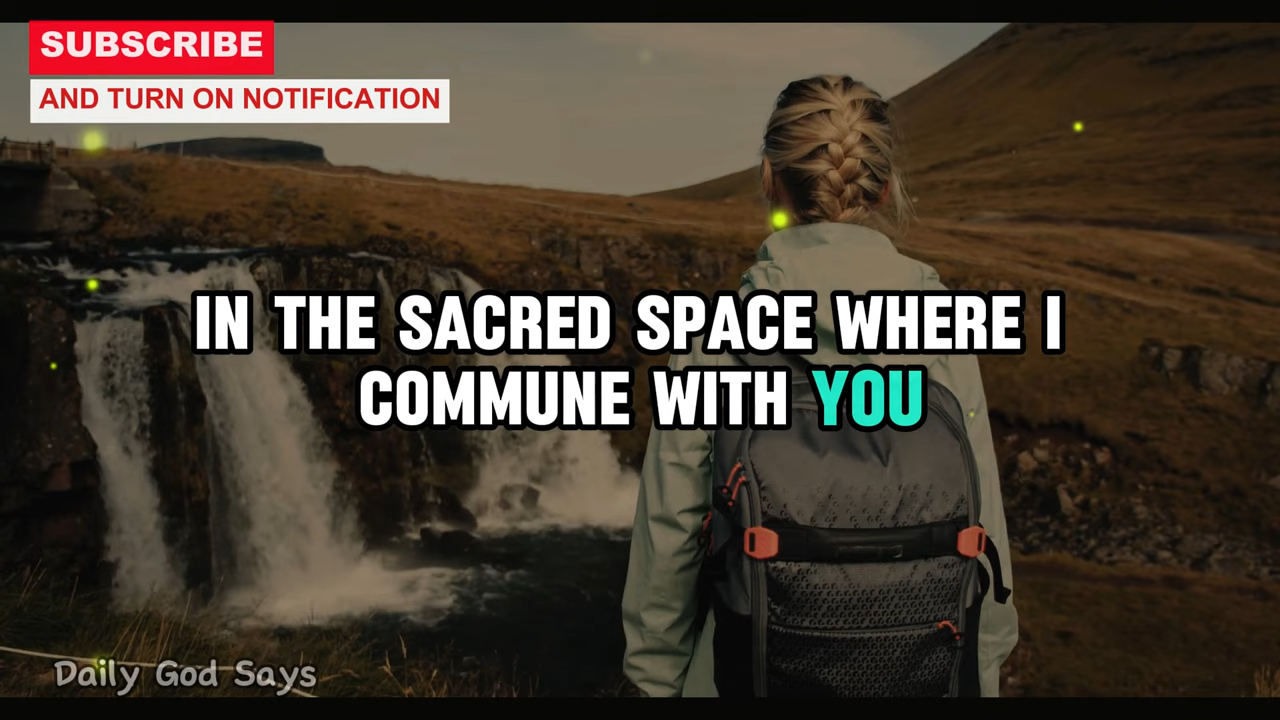 SUBSCRIBE
AND TURN ON NOTIFICATION
IN THE SACRED SPACE WHERE I
COMMUNE WITH YOU
Daily God Says